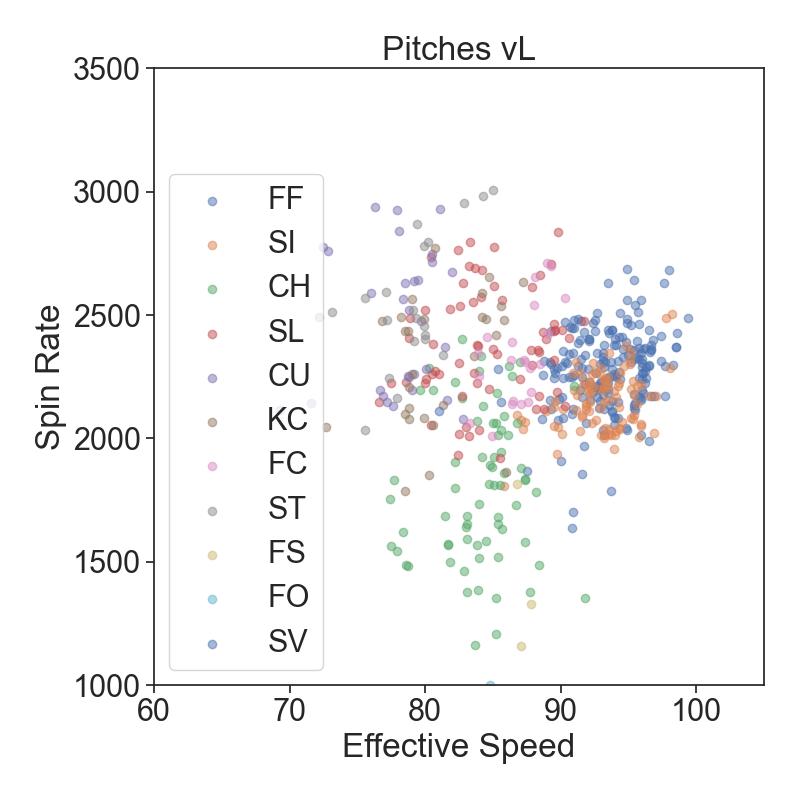 Pitches vL
3500
3000
2500
2000
1500
1000
Spin Rate
FF
SI
CH
SL
CU
KC
FC
ST
FS
FO
SV
60
70
80
90
100
Effective Speed